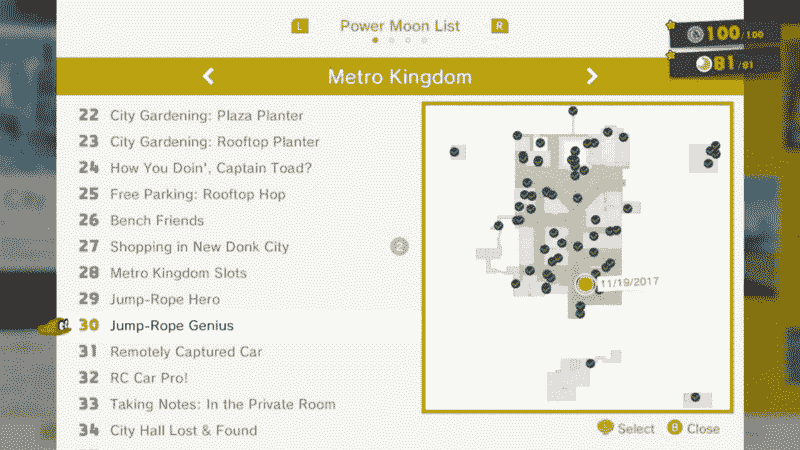 L Power Moon List R
100/100
81/81
Metro Kingdom
22 City Gardening: Plaza Planter
23 City Gardening: Rooftop Planter
24 How You Doin', Captain Toad?
25 Free Parking: Rooftop Hop
26 Bench Friends
27 Shopping in New Donk City 2
28 Metro Kingdom Slots
29 Jump-Rope Hero
30 Jump-Rope Genius
31 Remotely Captured Car
32 RC Car Pro!
33 Taking Notes: In the Private Room
34 City Hall Lost & Found
11/19/2017
L Select B Close